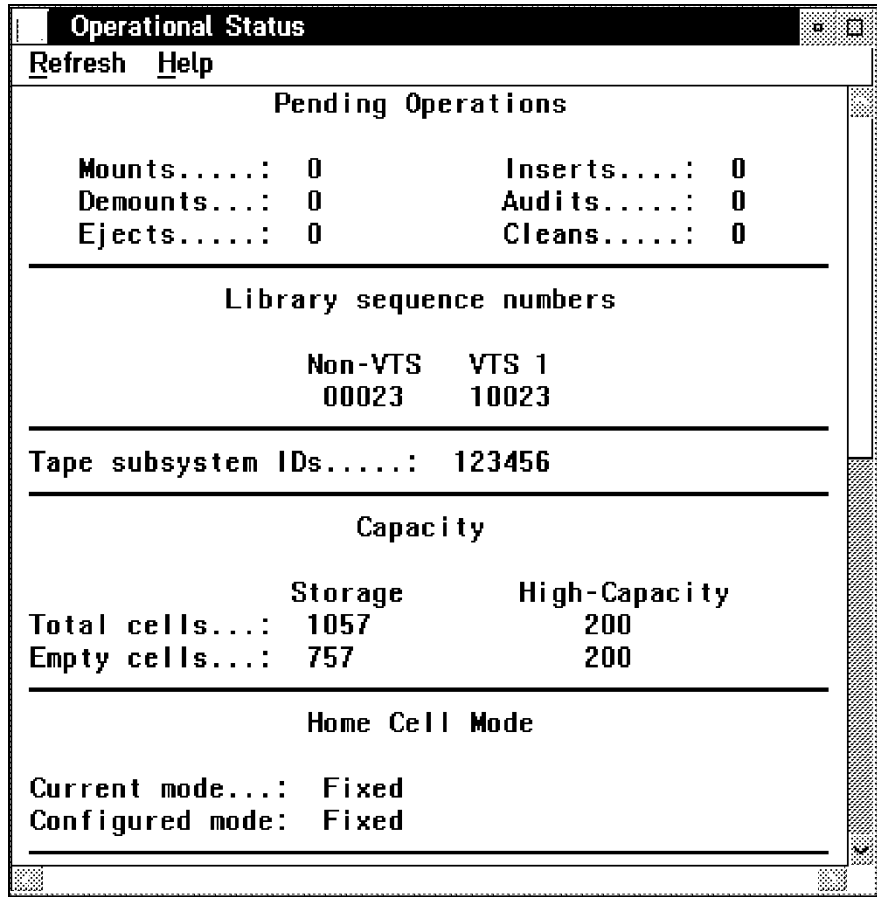 Operational Status
Refresh Help
Pending Operations
Mounts.....: 0 Inserts....: 0
Demounts...: 0 Audits.....: 0
Ejects.....: 0 Cleans.....: 0
Library sequence numbers
Non-VTS VTS 1
00023 10023
Tape subsystem IDs.....: 123456
Capacity
Storage High-Capacity
Total cells...: 1057 200
Empty cells...: 757 200
Home Cell Mode
Current mode...: Fixed
Configured mode: Fixed